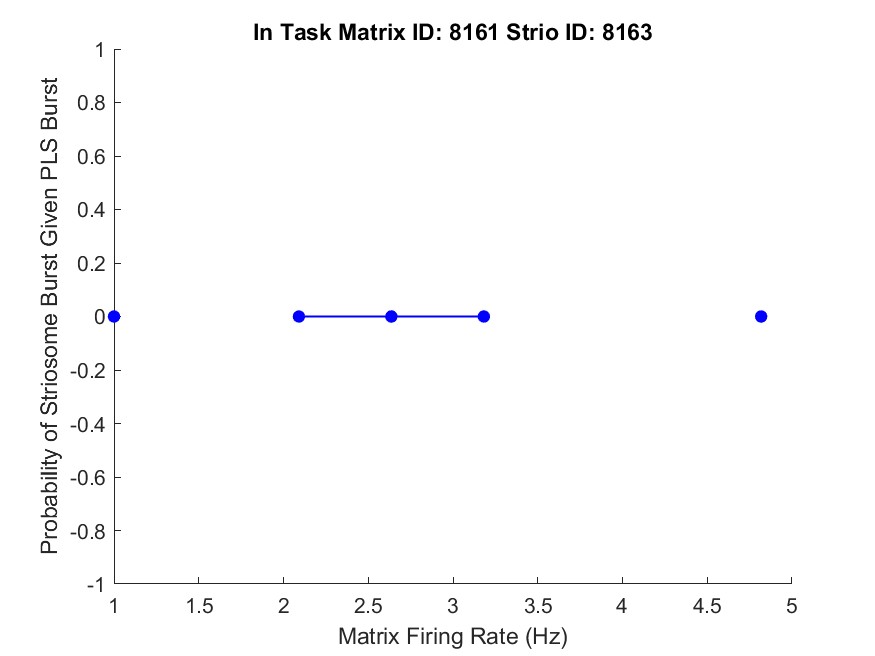 In Task Matrix ID: 8161 Strio ID: 8163
Probability of Striosome Burst Given PLS Burst
1
0.8
0.6
0.4
0.2
0
-0.2
-0.4
-0.6
-0.8
-1
1 1.5 2 2.5 3 3.5 4 4.5 5
Matrix Firing Rate (Hz)